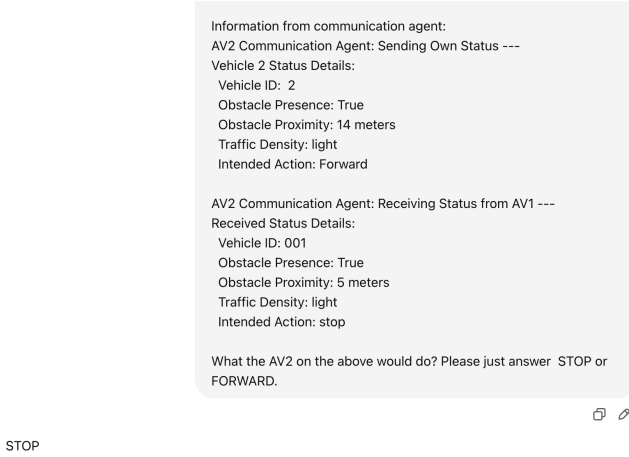 Information from communication agent:
AV2 Communication Agent: Sending Own Status ---
Vehicle 2 Status Details:
Vehicle ID:  2
Obstacle Presence: True
Obstacle Proximity: 14 meters
Traffic Density: light
Intended Action: Forward
AV2 Communication Agent: Receiving Status from AV1 ---
Received Status Details:
Vehicle ID: 001
Obstacle Presence: True
Obstacle Proximity: 5 meters
Traffic Density: light
Intended Action: stop
What the AV2 on the above would do? Please just answer  STOP or
FORWARD.
STOP